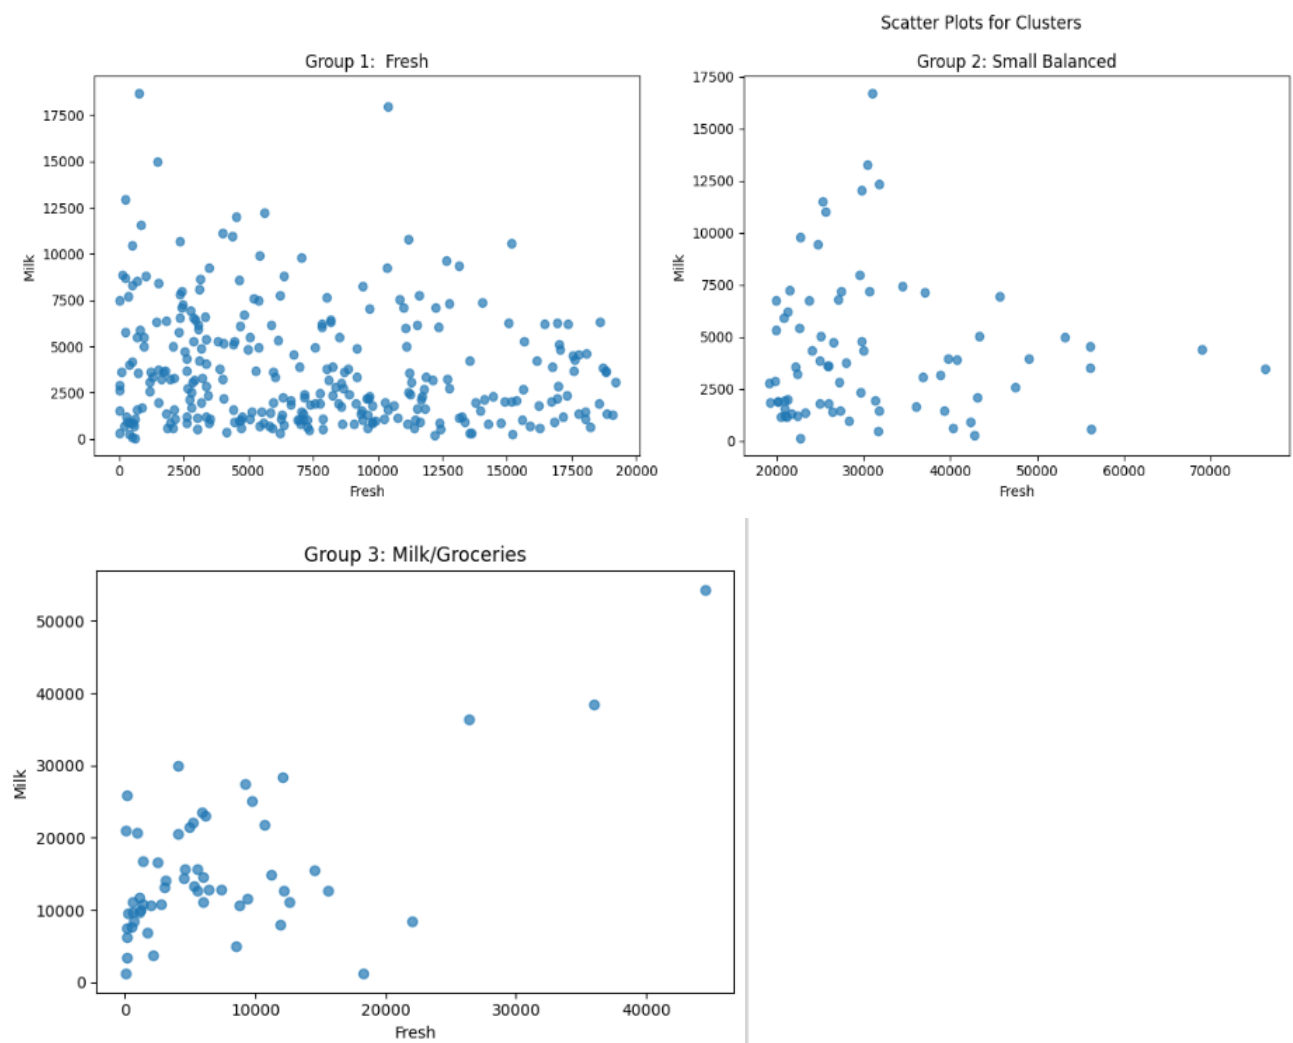 Scatter Plots for Clusters
Group 1: Fresh
17500
15000
12500
10000
7500
5000
2500
0
Milk
0 2500 5000 7500 10000 12500 15000 17500 20000
Fresh
Group 2: Small Balanced
17500
15000
12500
10000
7500
5000
2500
0
Milk
20000 30000 40000 50000 60000 70000
Fresh
Group 3: Milk/Groceries
50000
40000
30000
20000
10000
0
Milk
0 10000 20000 30000 40000
Fresh